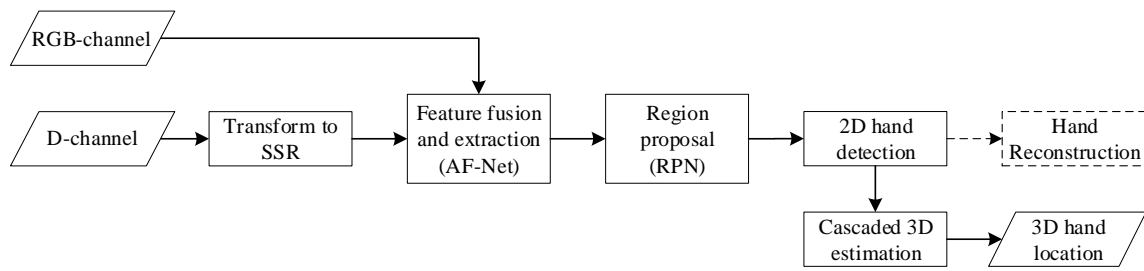 RGB-channel
D-channel
Transform to
SSR
Feature fusion
and extraction
(AF-Net)
Region
proposal
(RPN)
2D hand
detection
Hand
Reconstruction
Cascaded 3D
estimation
3D hand
location